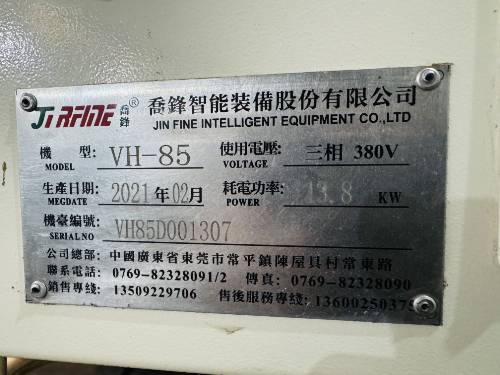 JIRFINE 喬鋒 ® 喬鋒智能装備股份有限公司
JIN FINE INTELLIGENT EQUIPMENT CO.,LTD
機 型: VH-85 使用電壓: 三相 380V
MODEL VOLTAGE
生產日期: 2021年02月 耗電功率: 13.8 KW
MEGDATE POWER
機臺編號: VH85D001307
SERIALNO
公司總部: 中國廣東省東莞市常平鎮陳屋貝村常東路
聯系電話: 0769-82328091/2 傳真: 0769-82328090
銷售專綫: 13509229706 售後服務專綫: 1360025037